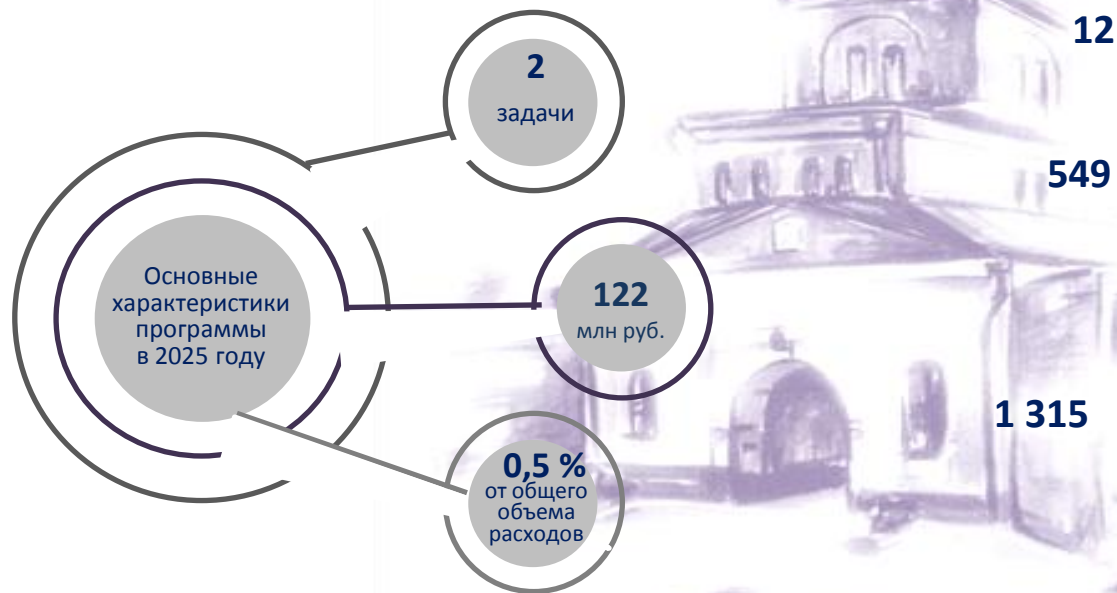 2
задачи
Основные
характеристики
программы
в 2025 году
122
млн руб.
0,5 %
от общего
объема
расходов
12
549
1 315